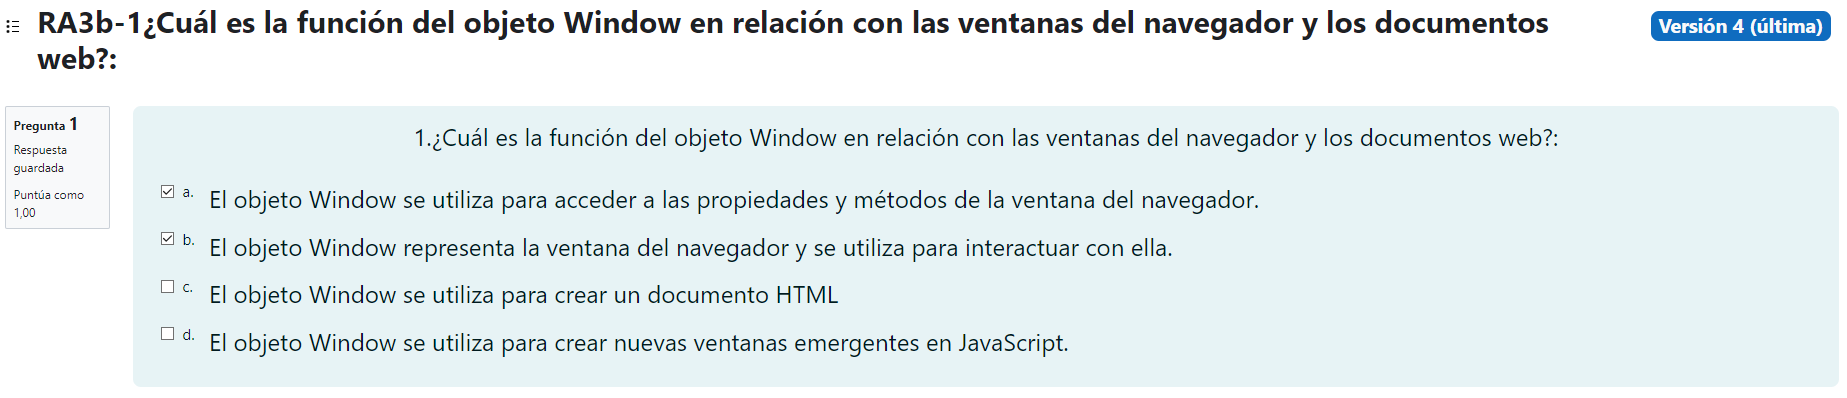 RA3b-1¿Cuál es la función del objeto Window en relación con las ventanas del navegador y los documentos
web?:
Versión 4 (última)
Pregunta 1
Respuesta
guardada
Puntúa como
1,00
1.¿Cuál es la función del objeto Window en relación con las ventanas del navegador y los documentos web?:
a. El objeto Window se utiliza para acceder a las propiedades y métodos de la ventana del navegador.
b. El objeto Window representa la ventana del navegador y se utiliza para interactuar con ella.
c. El objeto Window se utiliza para crear un documento HTML
d. El objeto Window se utiliza para crear nuevas ventanas emergentes en JavaScript.